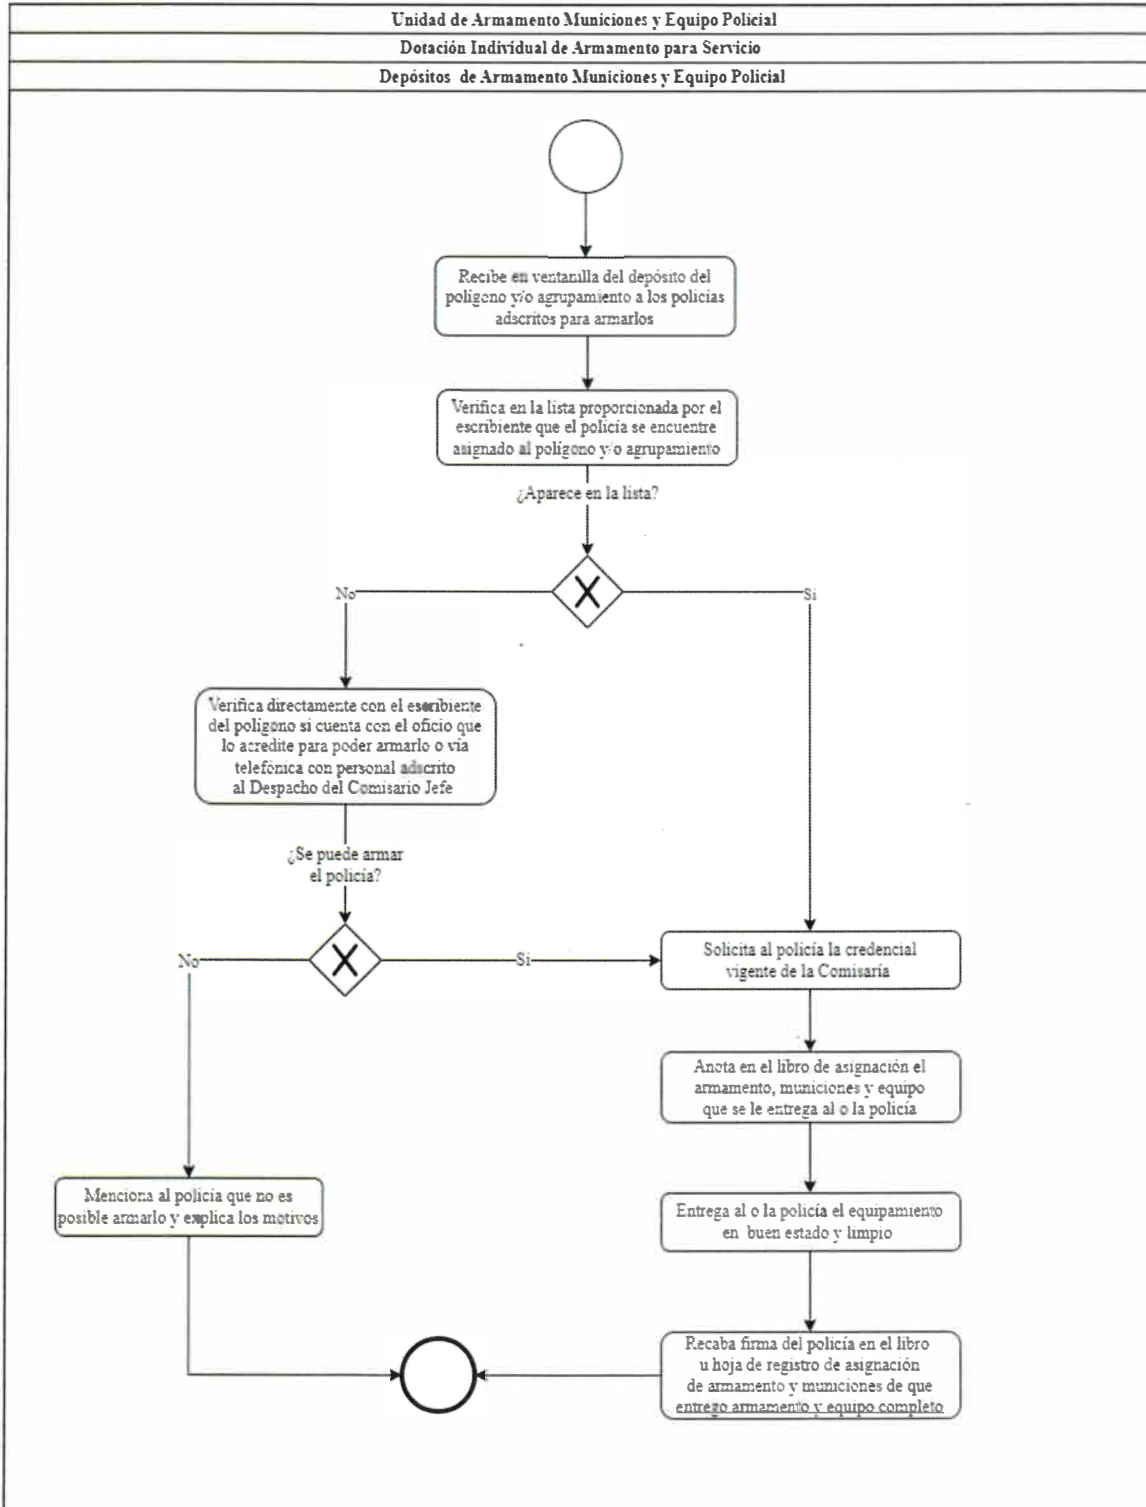 Unidad de Armamento Municiones y Equipo Policial
Dotación Individual de Armamento para Servicio
Depósitos de Armamento Municiones y Equipo Policial
Recibe en ventanilla del depósito del
polígono y/o agrupamiento a los policías
adscritos para armarlos
Verifica en la lista proporcionada por el
escribiente que el policía se encuentre
asignado al polígono y/o agrupamiento
¿Aparece en la lista?
No
Si
Verifica directamente con el escribiente
del polígono si cuenta con el oficio que
lo acredite para poder armarlo o vía
telefónica con personal adscrito
al Despacho del Comisario Jefe
¿Se puede armar
el policía?
No
Si
Solicita al policía la credencial
vigente de la Comisaría
Anota en el libro de asignación el
armamento, municiones y equipo
que se le entrega al o la policía
Menciona al policia que no es
posible armarlo y explica los motivos
Entrega al o la policía el equipamiento
en buen estado y limpio
Recaba firma del policía en el libro
u hoja de registro de asignación
de armamento y municiones de que
entrego armamento y equipo completo